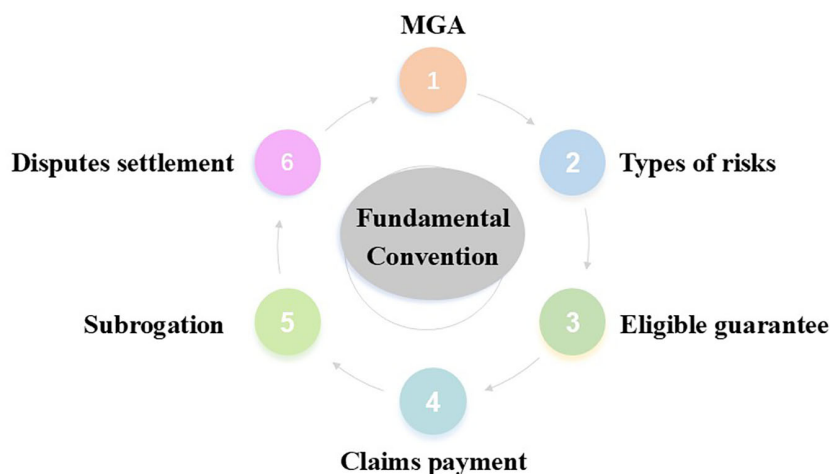 MGA
1
2
Types of risks
3
Eligible guarantee
4
Claims payment
5
Subrogation
6
Disputes settlement
Fundamental
Convention